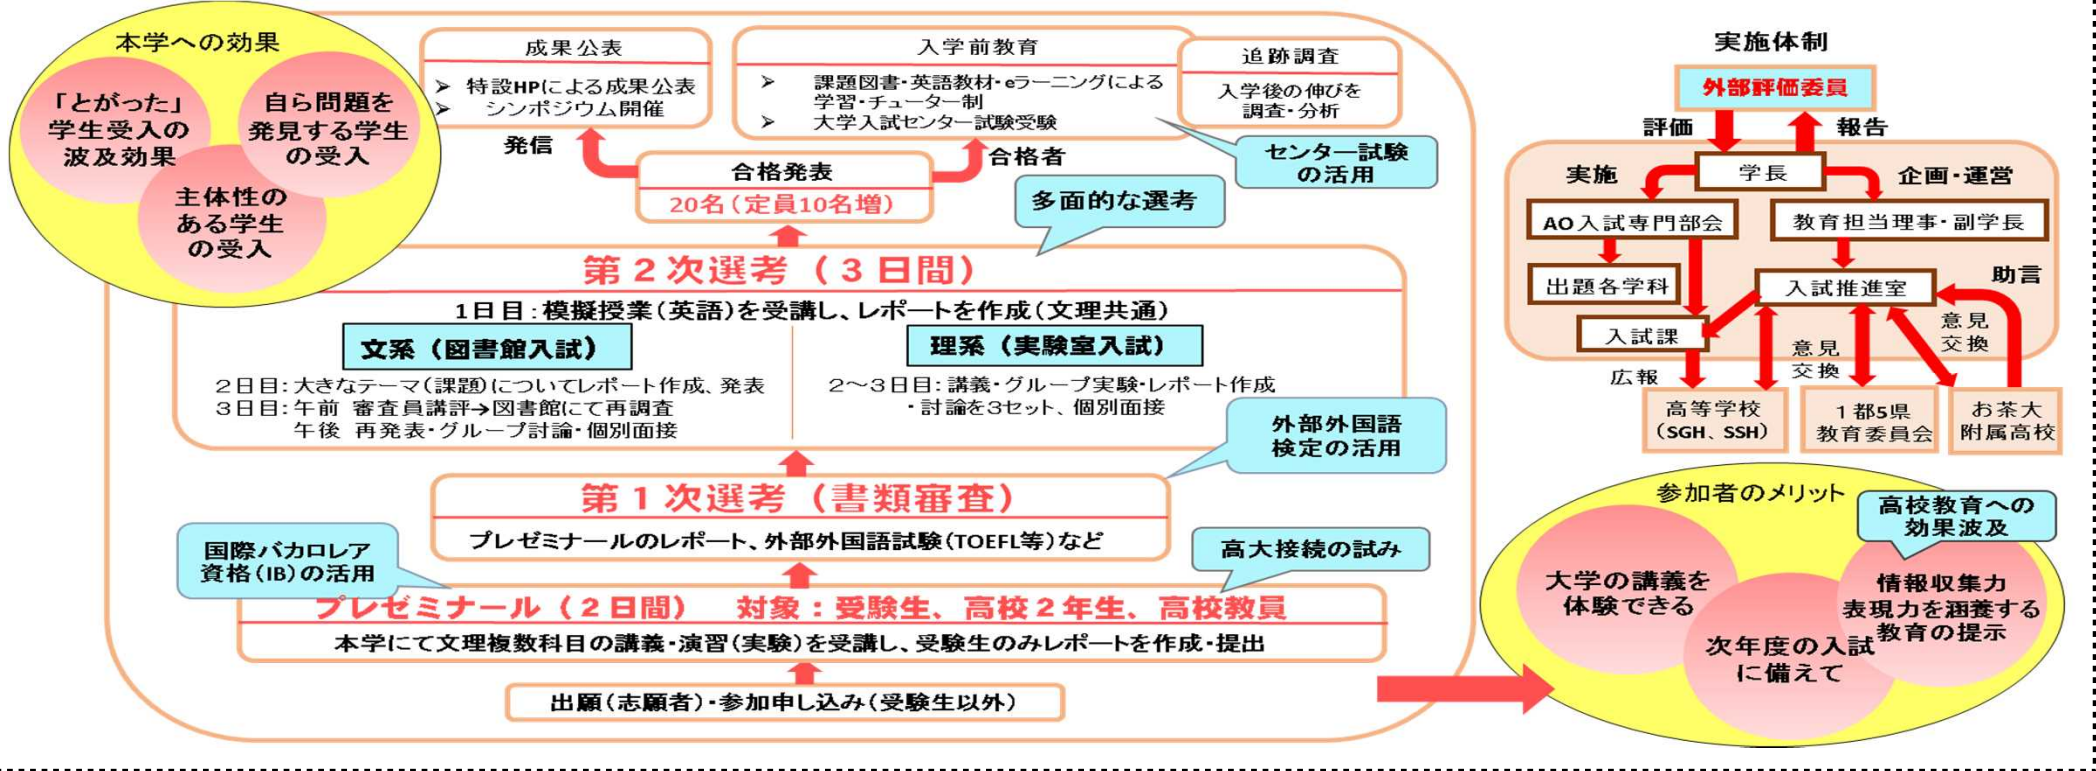 本学への効果
「とがった」
学生受入の
波及効果
自ら問題を
発見する学生
の受入
主体性の
ある学生
の受入
成果公表
➢ 特設HPによる成果公表
➢ シンポジウム開催
入学前教育
➢ 課題図書・英語教材・eラーニングによる
学習・チューター制
➢ 大学入試センター試験受験
追跡調査
入学後の伸びを
調査・分析
発信
合格者
センター試験
の活用
合格発表
20名(定員10名増)
多面的な選考
第2次選考(3日間)
1日目:模擬授業(英語)を受講し、レポートを作成(文理共通)
文系(図書館入試)
2日目:大きなテーマ(課題)についてレポート作成、発表
3日目:午前 審査員講評→図書館にて再調査
午後 再発表・グループ討論・個別面接
理系(実験室入試)
2~3日目:講義・グループ実験・レポート作成
・討論を3セット、個別面接
外部外国語
検定の活用
第1次選考(書類審査)
プレゼミナールのレポート、外部外国語試験(TOEFL等)など
国際バカロレア
資格(IB)の活用
高大接続の試み
プレゼミナール(2日間) 対象:受験生、高校2年生、高校教員
本学にて文理複数科目の講義・演習(実験)を受講し、受験生のみレポートを作成・提出
出願(志願者)・参加申し込み(受験生以外)
実施体制
外部評価委員
評価
報告
学長
実施
企画・運営
AO入試専門部会
教育担当理事・副学長
出題各学科
入試推進室
助言
入試課
意見
交換
意見
交換
広報
高等学校
(SGH、SSH)
1都5県
教育委員会
お茶大
附属高校
参加者のメリット
高校教育への
効果波及
大学の講義を
体験できる
情報収集力
表現力を涵養する
教育の提示
次年度の入試
に備えて